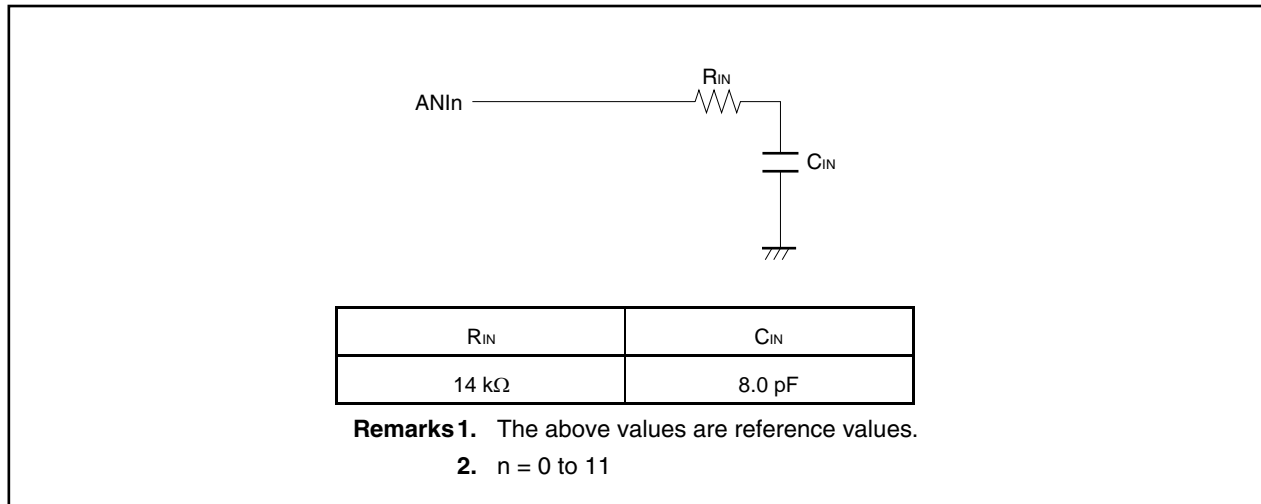 RIN
ANIn
CIN
RIN CIN
14 kΩ 8.0 pF
Remarks 1. The above values are reference values.
2. n = 0 to 11